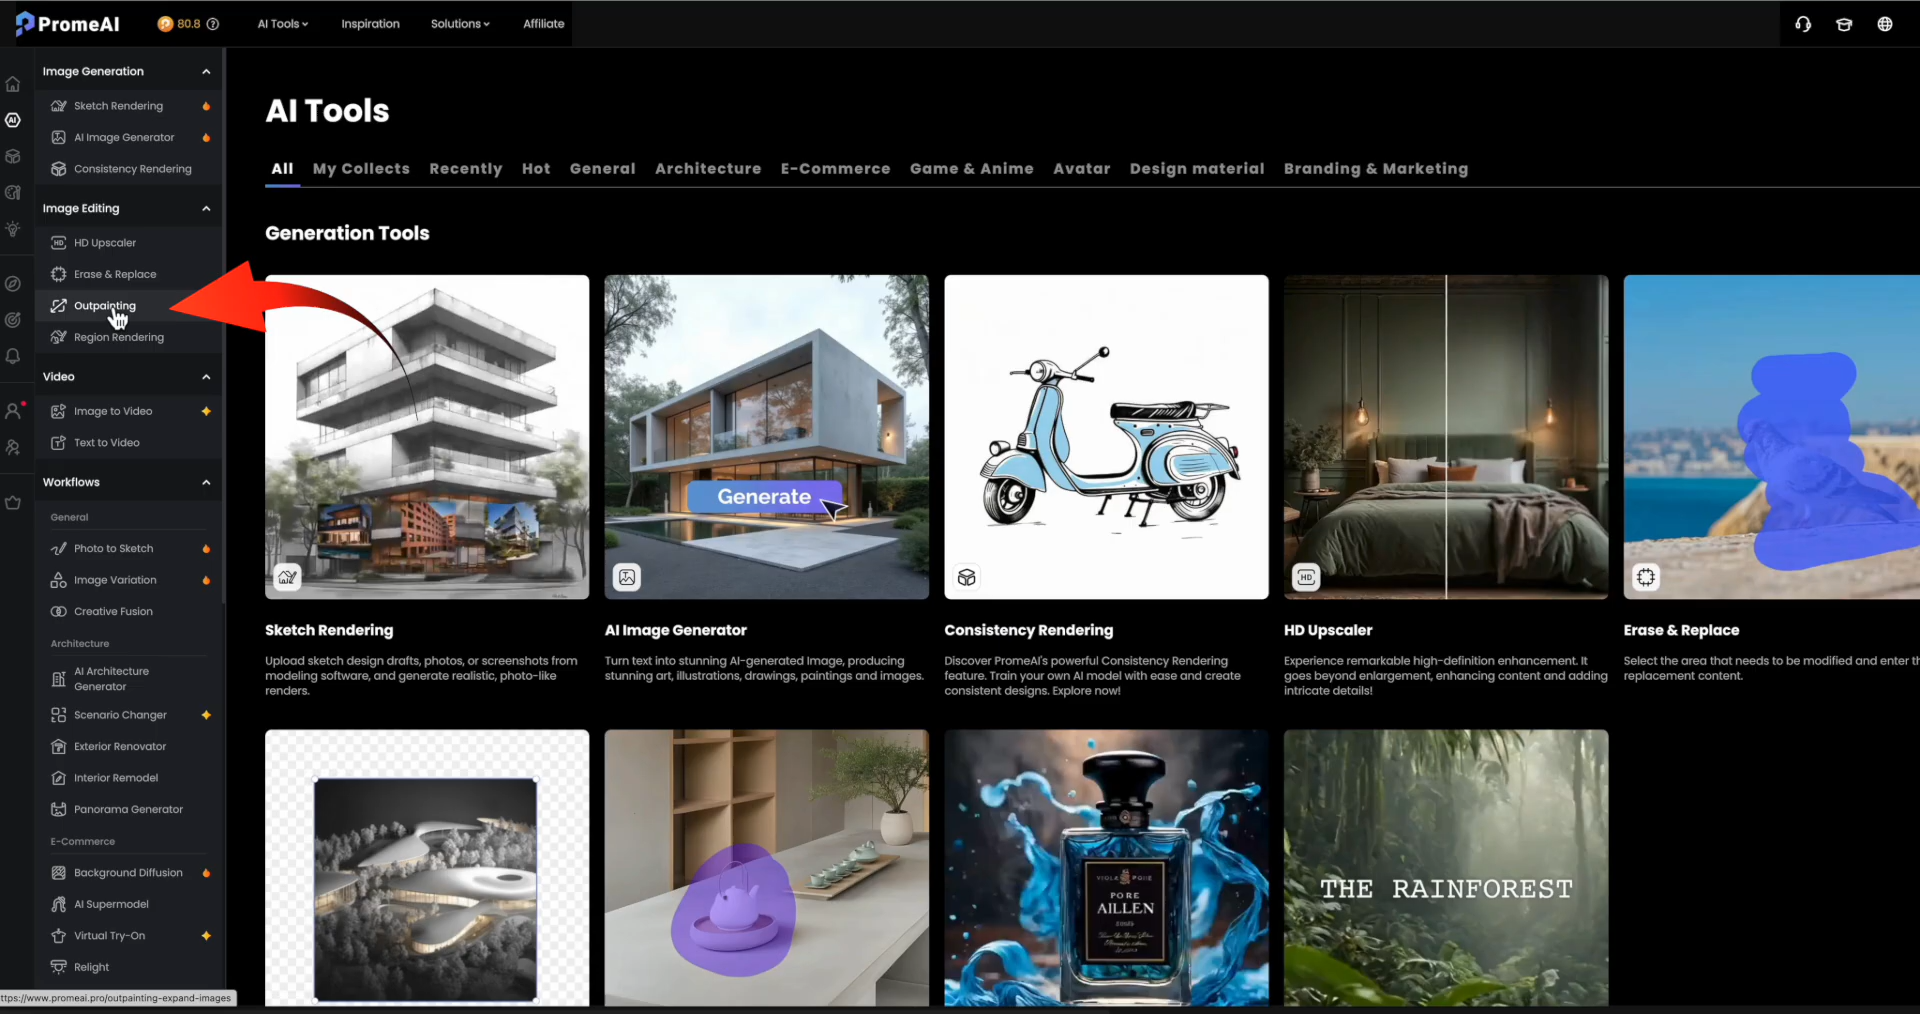 PromeAI
80.8
AI Tools
Inspiration
Solutions
Affiliate
Image Generation
Sketch Rendering
AI Image Generator
Consistency Rendering
Image Editing
HD Upscaler
Erase & Replace
Outpainting
Region Rendering
Video
Image to Video
Text to Video
Workflows
General
Photo to Sketch
Image Variation
Creative Fusion
Architecture
AI Architecture
Generator
Scenario Changer
Exterior Renovator
Interior Remodel
Panorama Generator
E-Commerce
Background Diffusion
AI Supermodel
Virtual Try-On
Relight
ttps://www.promeai.pro/outpainting-expand-images
AI Tools
All
My Collects
Recently
Hot
General
Architecture
E-Commerce
Game & Anime
Avatar
Design material
Branding & Marketing
Generation Tools
Generate
HD
Sketch Rendering
Upload sketch design drafts, photos, or screenshots from
modeling software, and generate realistic, photo-like
renders.
AI Image Generator
Turn text into stunning AI-generated Image, producing
stunning art, illustrations, drawings, paintings and images.
Consistency Rendering
Discover PromeAI's powerful Consistency Rendering
feature. Train your own AI model with ease and create
consistent designs. Explore now!
HD Upscaler
Experience remarkable high-definition enhancement. It
goes beyond enlargement, enhancing content and adding
intricate details!
Erase & Replace
Select the area that needs to be modified and enter th
replacement content.
PORE
AILLEN
THE RAINFOREST